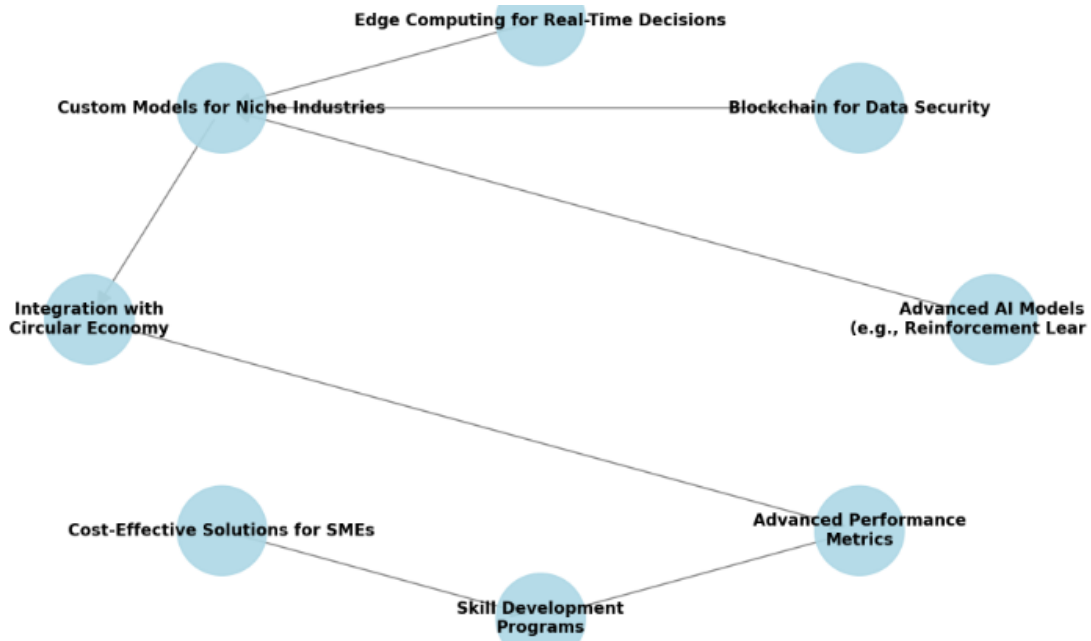 Edge Computing for Real-Time Decisions
Custom Models for Niche Industries
Blockchain for Data Security
Integration with
Circular Economy
Advanced AI Models
(e.g., Reinforcement Lear
Cost-Effective Solutions for SMEs
Advanced Performance
Metrics
Skill Development
Programs